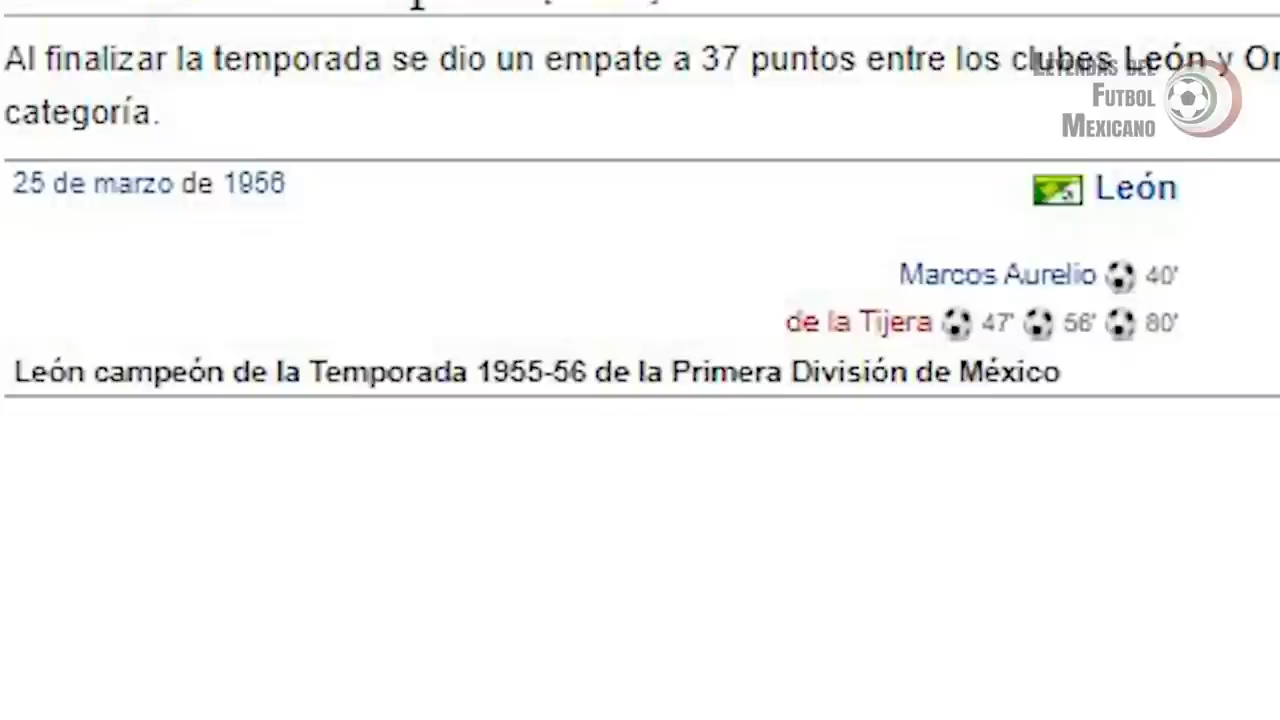 Al finalizar la temporada se dio un empate a 37 puntos entre los clubes León y Or
categoría.
LEYENDAS DEL
FUTBOL
MEXICANO
25 de marzo de 1956
León
Marcos Aurelio 40'
de la Tijera 47' 56' 80'
León campeón de la Temporada 1955-56 de la Primera División de México